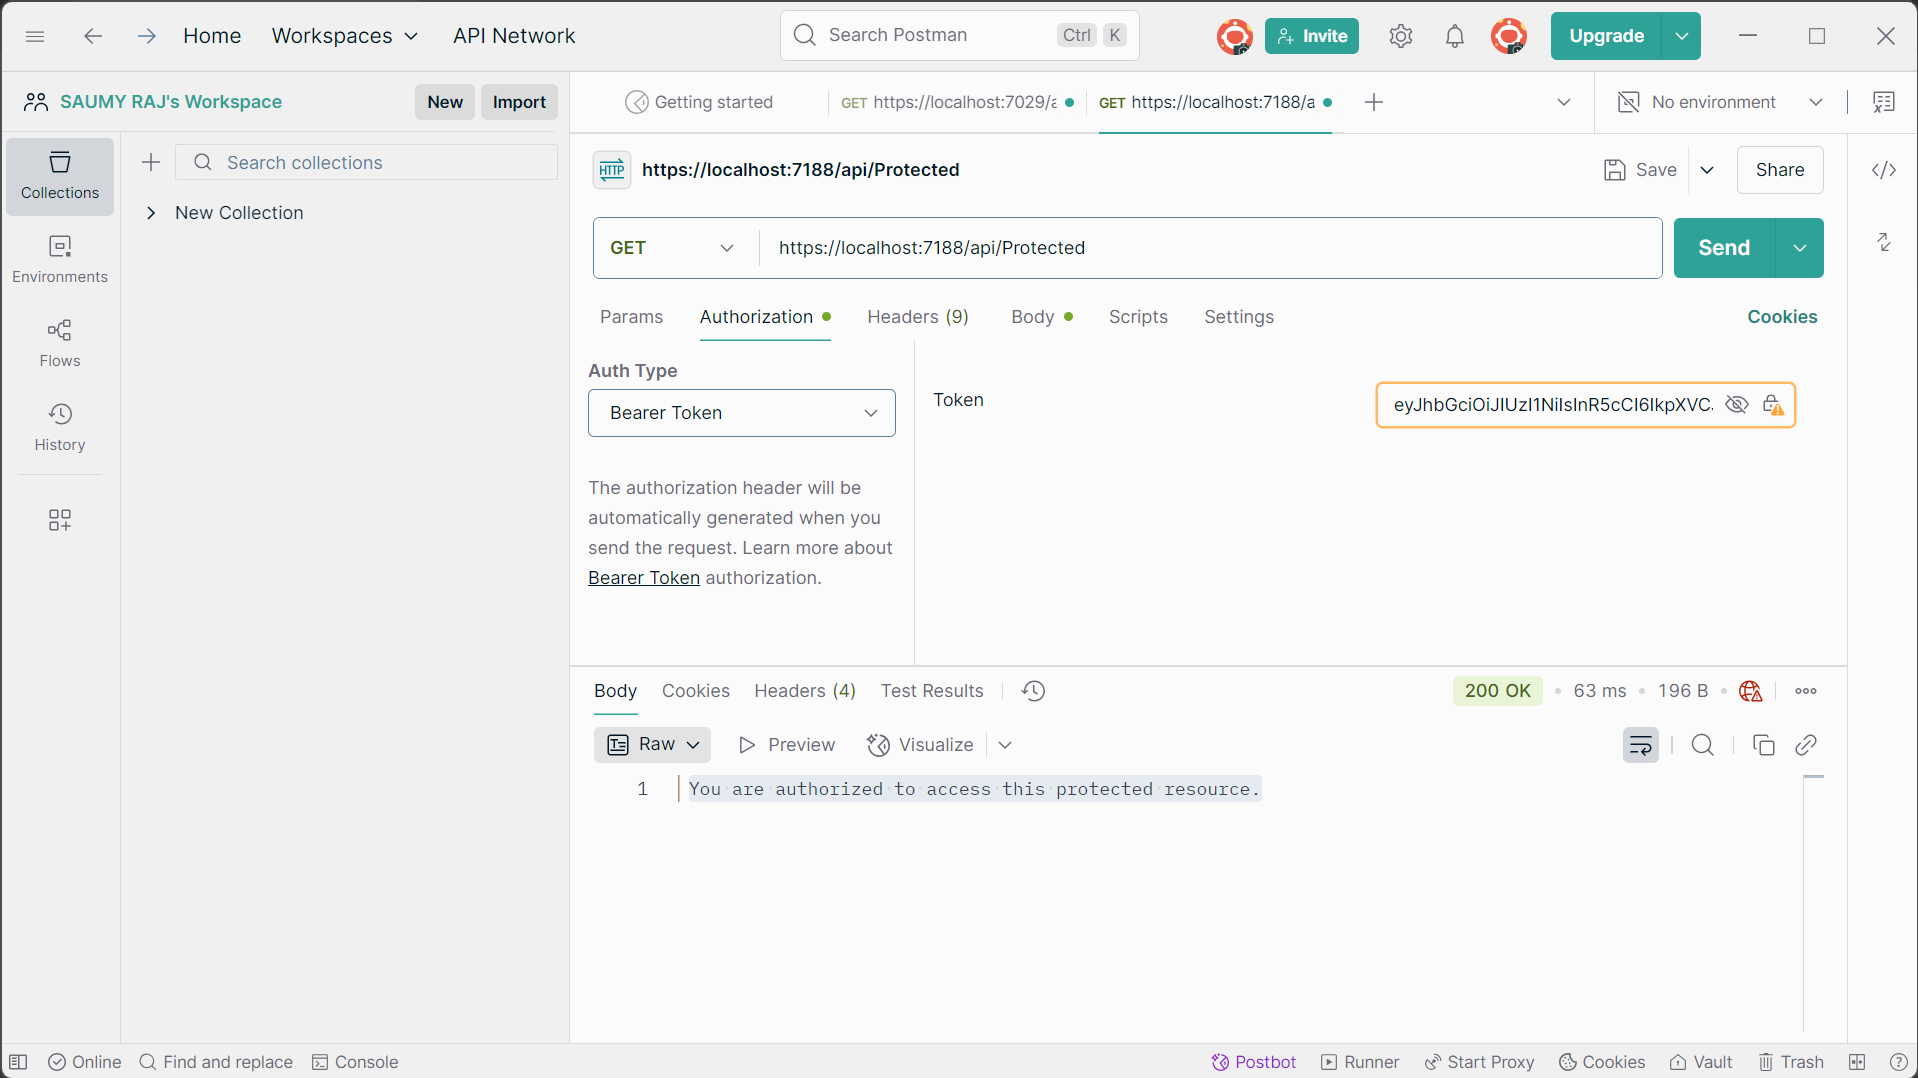 Home
Workspaces
API Network
Search Postman
Ctrl
K
Invite
Upgrade
SAUMY RAJ's Workspace
New
Import
Getting started
GET https://localhost:7029/a
GET https://localhost:7188/a
No environment
Collections
Environments
Flows
History
Search collections
New Collection
HTTP
https://localhost:7188/api/Protected
Save
Share
GET
https://localhost:7188/api/Protected
Send
Params
Authorization
Headers (9)
Body
Scripts
Settings
Cookies
Auth Type
Bearer Token
The authorization header will be
automatically generated when you
send the request. Learn more about
Bearer Token authorization.
Token
eyJhbGciOiJIUzI1NiIsInR5cCI6IkpXVC.
Body
Cookies
Headers (4)
Test Results
200 OK
63 ms
196 B
Raw
Preview
Visualize
1
You are authorized to access this protected resource.
Online
Find and replace
Console
Postbot
Runner
Start Proxy
Cookies
Vault
Trash